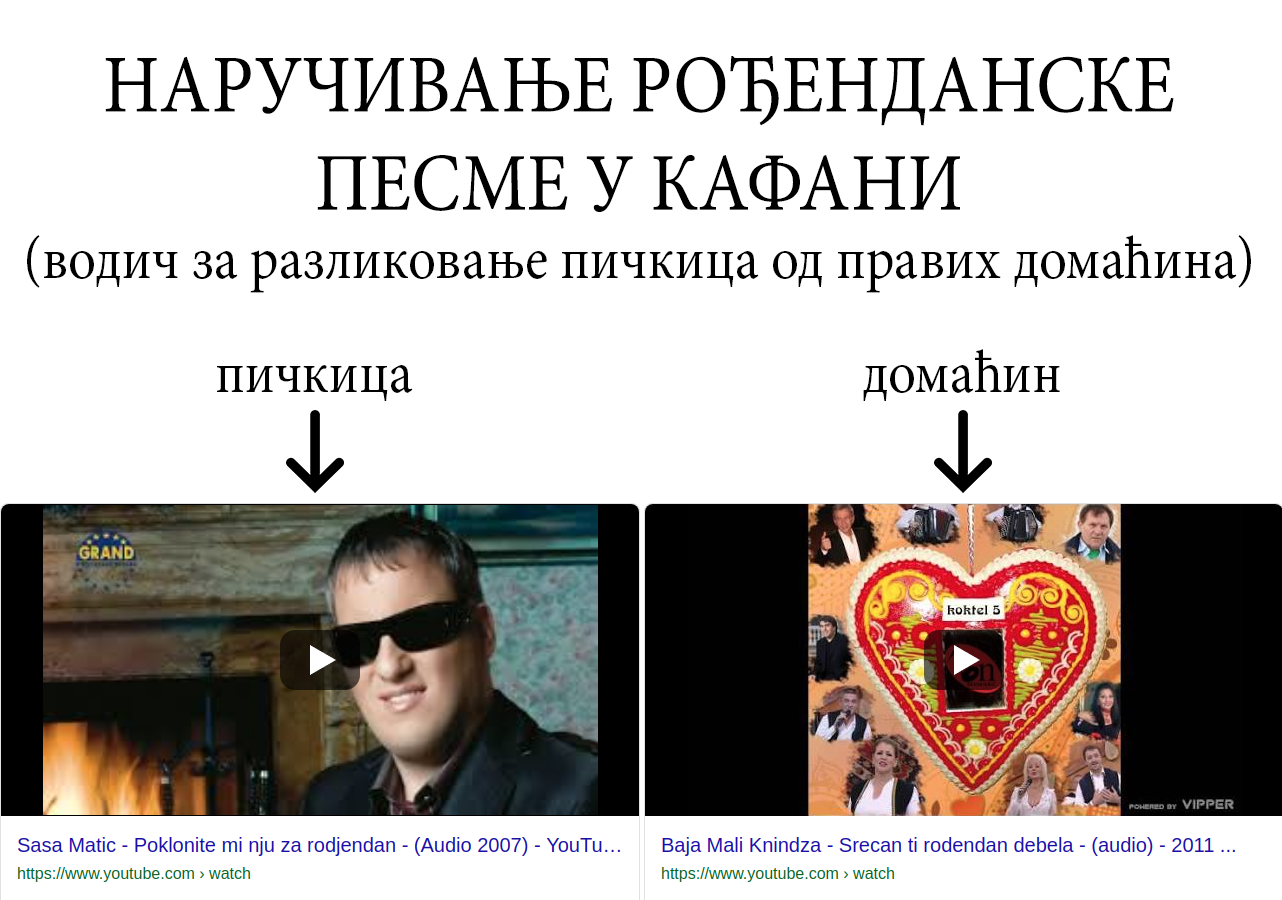 НАРУЧИВАЊЕ РОЂЕНДАНСКЕ
ПЕСМЕ У КАФАНИ
(водич за разликовање пичкица од правих домаћина)
пичкица
домаћин
GRAND
koktel 5
POWERED BY VIPPER
Sasa Matic - Poklonite mi nju za rodjendan - (Audio 2007) - YouTu...
https://www.youtube.com › watch
Baja Mali Knindza - Srecan ti rodendan debela - (audio) - 2011 ...
https://www.youtube.com › watch